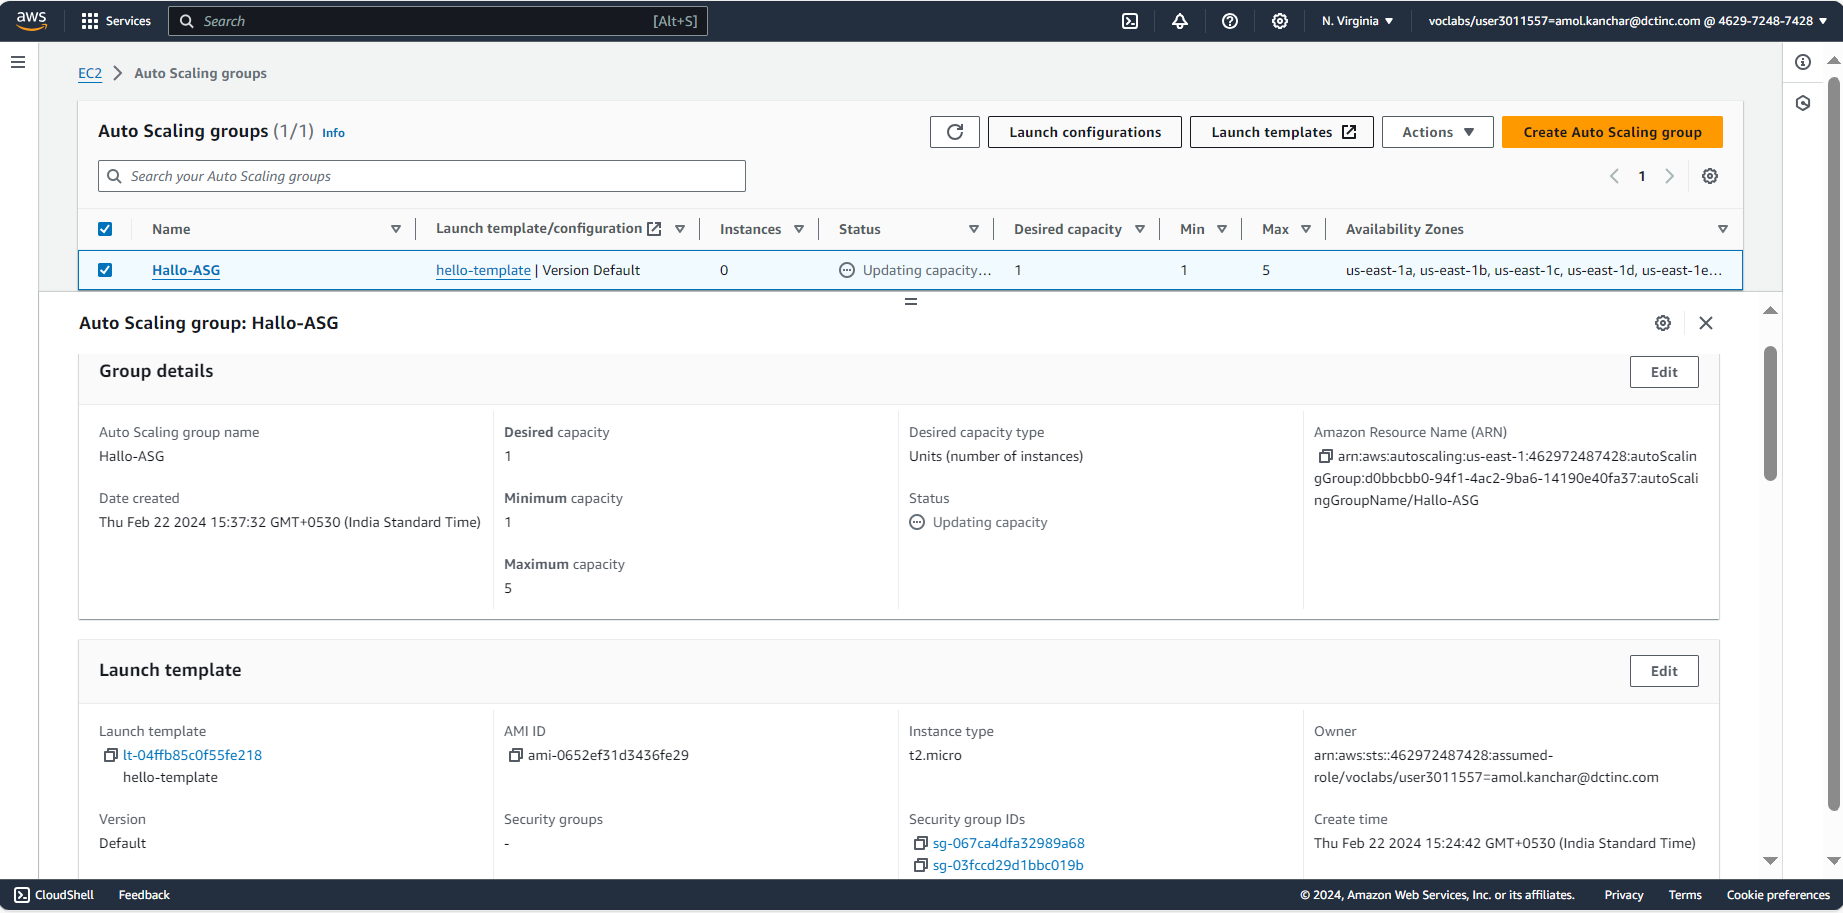 aws
Services
Search
[Alt+S]
N. Virginia
voclabs/user3011557=amol.kanchar@dctinc.com @ 4629-7248-7428
EC2
Auto Scaling groups
Auto Scaling groups (1/1) Info
Launch configurations
Launch templates
Actions
Create Auto Scaling group
Search your Auto Scaling groups
1
Name
Launch template/configuration
Instances
Status
Desired capacity
Min
Max
Availability Zones
Hallo-ASG
hello-template | Version Default
0
Updating capacity...
1
1
5
us-east-1a, us-east-1b, us-east-1c, us-east-1d, us-east-1e...
Auto Scaling group: Hallo-ASG
Group details
Edit
Auto Scaling group name
Hallo-ASG
Date created
Thu Feb 22 2024 15:37:32 GMT+0530 (India Standard Time)
Desired capacity
1
Minimum capacity
1
Maximum capacity
5
Desired capacity type
Units (number of instances)
Status
Updating capacity
Amazon Resource Name (ARN)
arn:aws:autoscaling:us-east-1:462972487428:autoScalin
gGroup:d0bbcbb0-94f1-4ac2-9ba6-14190e40fa37:autoScali
ngGroupName/Hallo-ASG
Launch template
Edit
Launch template
lt-04ffb85c0f55fe218
hello-template
Version
Default
AMI ID
ami-0652ef31d3436fe29
Security groups
-
Instance type
t2.micro
Security group IDs
sg-067ca4dfa32989a68
sg-03fccd29d1bbc019b
Owner
arn:aws:sts::462972487428:assumed-
role/voclabs/user3011557=amol.kanchar@dctinc.com
Create time
Thu Feb 22 2024 15:24:42 GMT+0530 (India Standard Time)
CloudShell
Feedback
© 2024, Amazon Web Services, Inc. or its affiliates.
Privacy
Terms
Cookie preferences